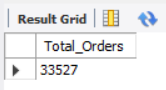 Result Grid
Total_Orders
33527